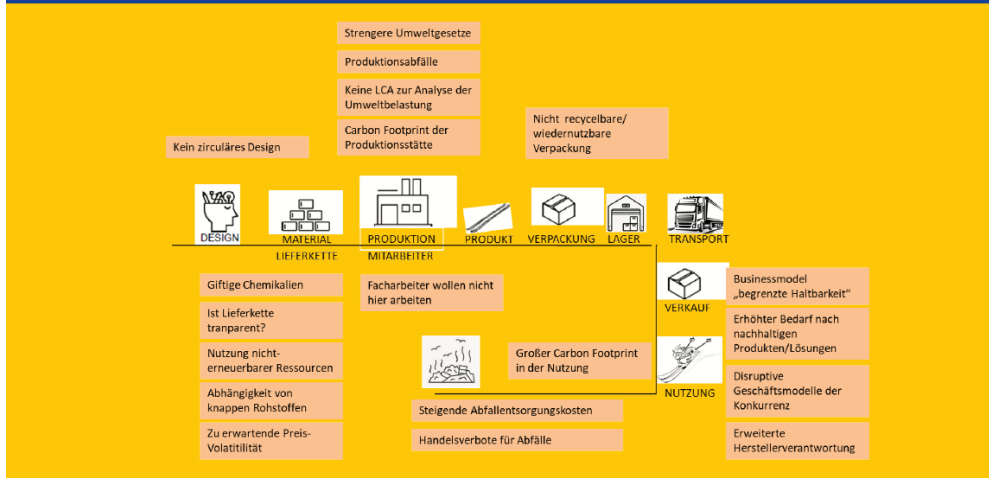 Strengere Umweltgesetze
Produktionsabfälle
Keine LCA zur Analyse der
Umweltbelastung
Carbon Footprint der
Produktionsstätte
Nicht recycelbare/
wiedernutzbare
Verpackung
Kein zirculäres Design
DESIGN
MATERIAL
LIEFERKETTE
PRODUKTION
MITARBEITER
PRODUKT
VERPACKUNG
LAGER
TRANSPORT
Giftige Chemikalien
Ist Lieferkette
tranparent?
Nutzung nicht-
erneuerbarer Ressourcen
Abhängigkeit von
knappen Rohstoffen
Zu erwartende Preis-
Volatitilität
Facharbeiter wollen nicht
hier arbeiten
VERKAUF
Businessmodel
„begrenzte Haltbarkeit“
Erhöhter Bedarf nach
nachhaltigen
Produkten/Lösungen
Disruptive
Geschäftsmodelle der
Konkurrenz
Erweiterte
Herstellerverantwortung
NUTZUNG
Großer Carbon Footprint
in der Nutzung
Steigende Abfallentsorgungskosten
Handelsverbote für Abfälle